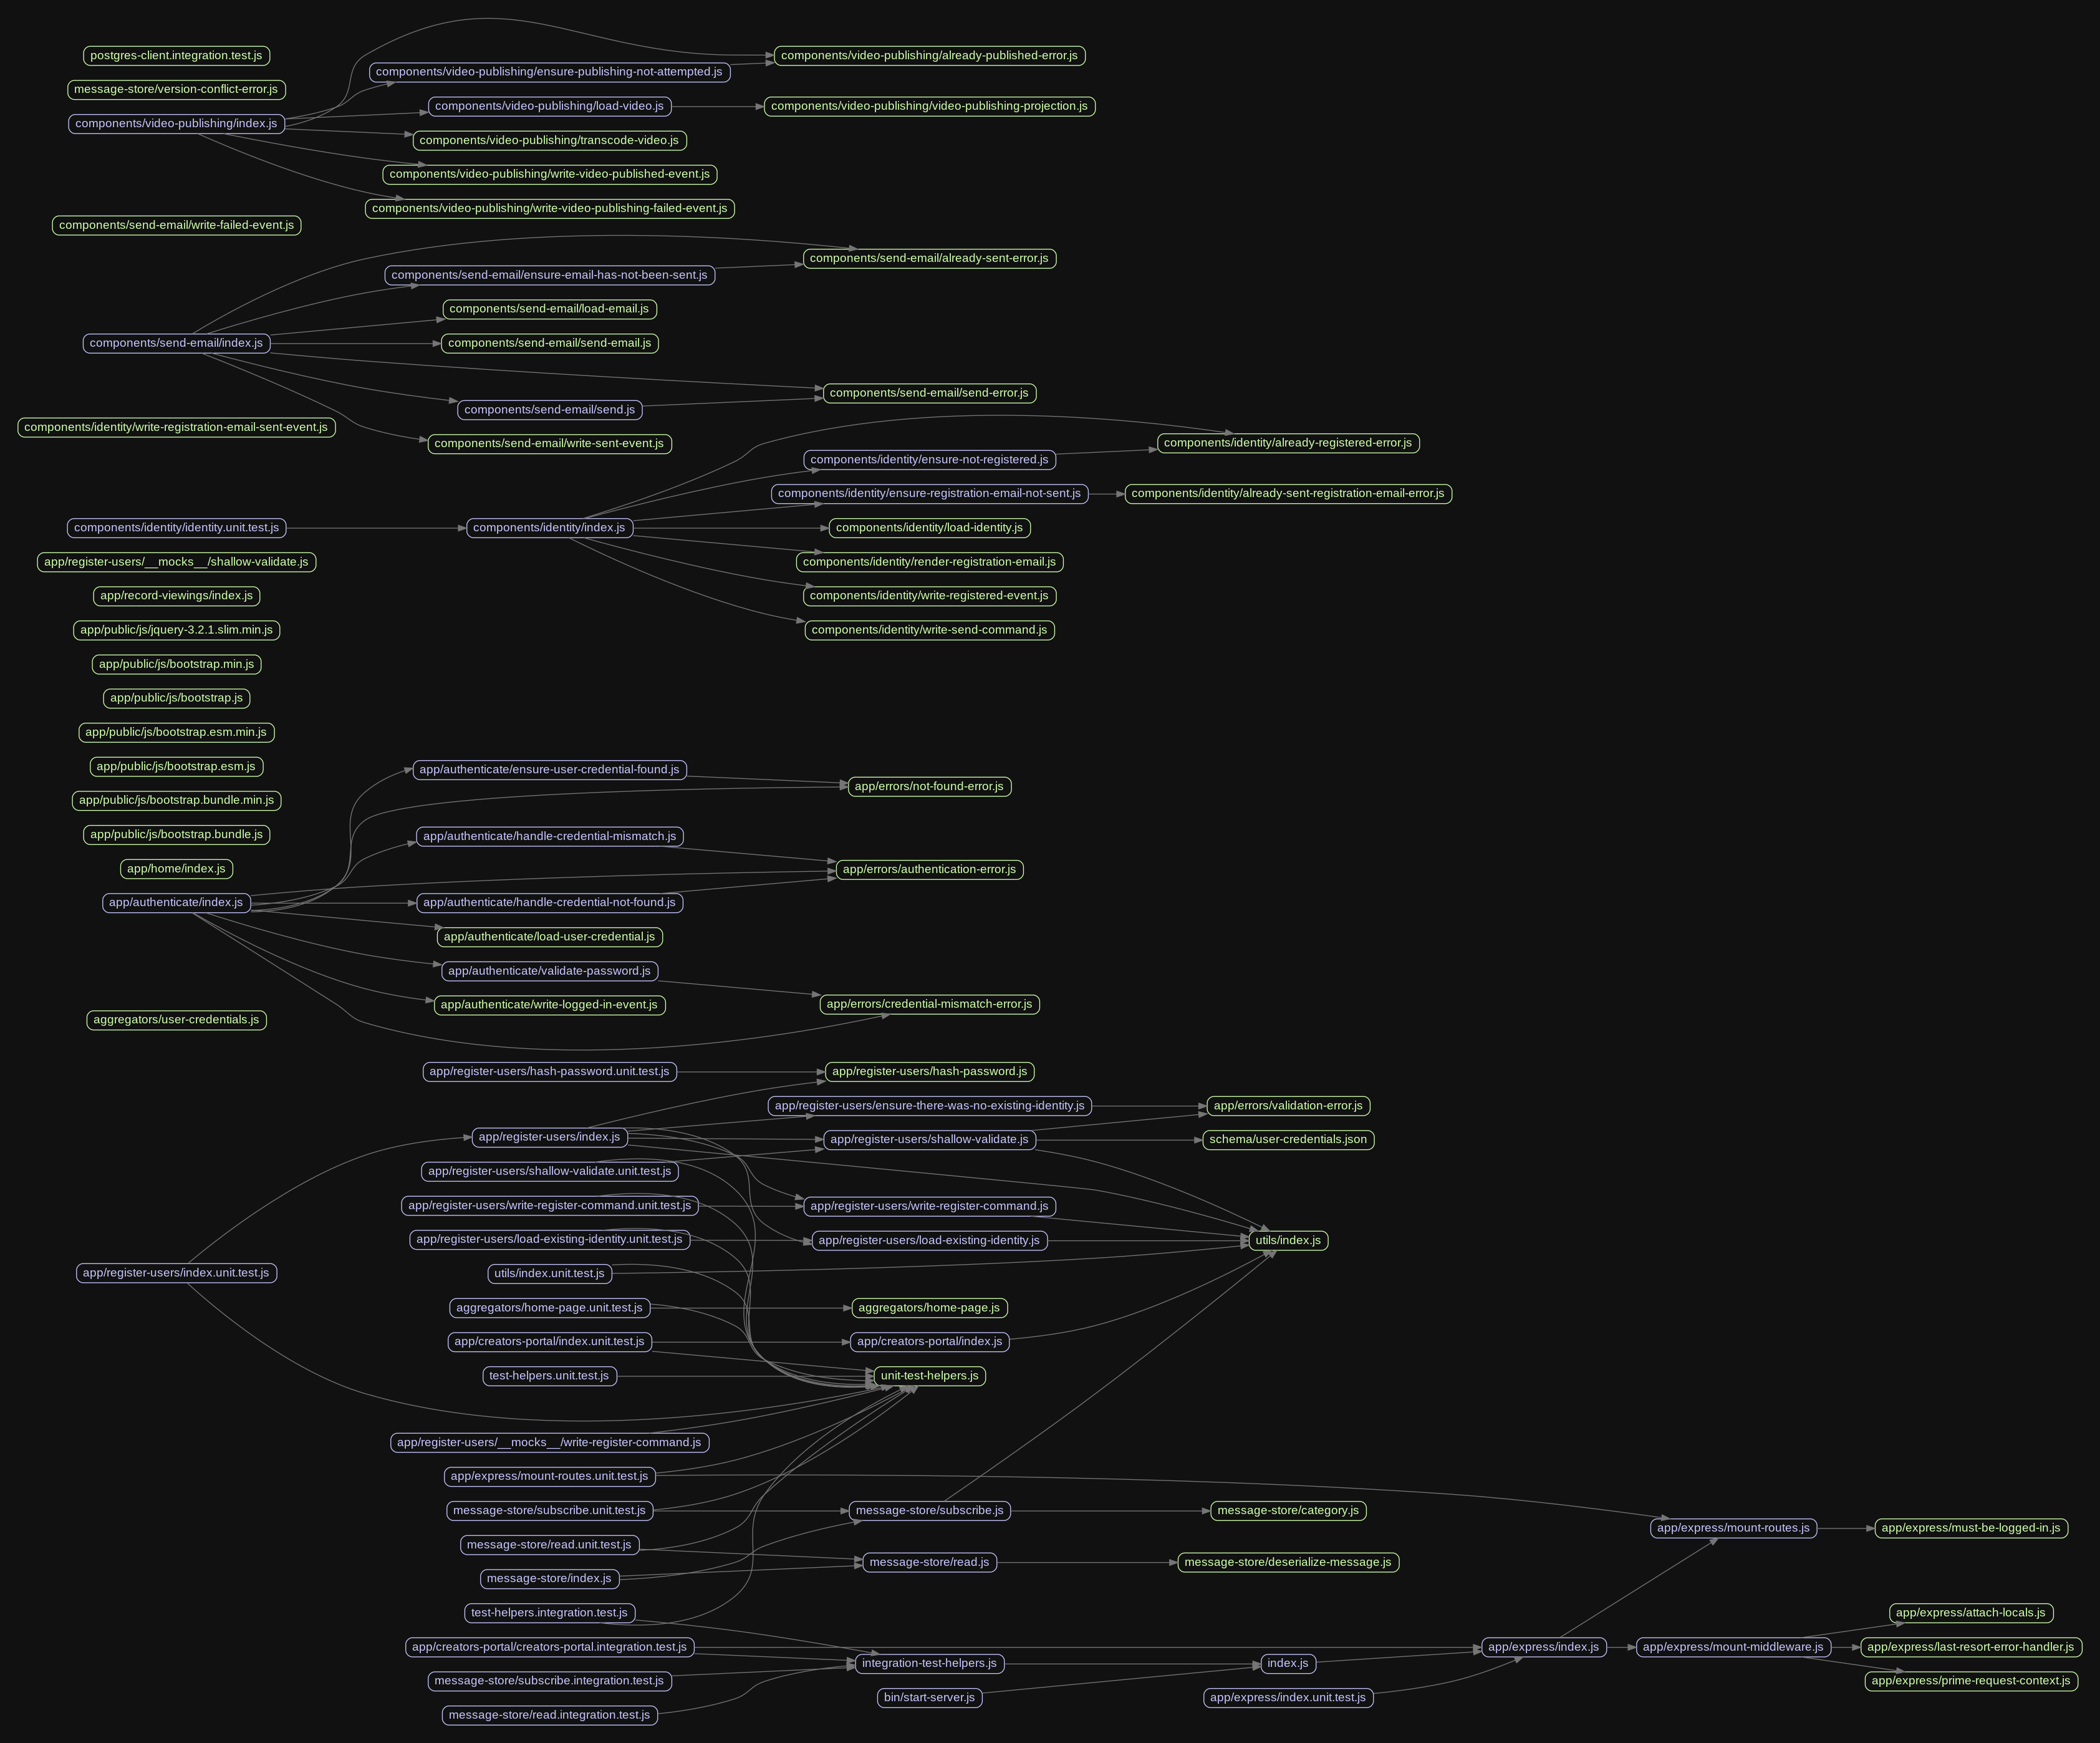 postgres-client.integration.test.js
components/video-publishing/already-published-error.js
components/video-publishing/ensure-publishing-not-attempted.js
message-store/version-conflict-error.js
components/video-publishing/load-video.js
components/video-publishing/video-publishing-projection.js
components/video-publishing/index.js
components/video-publishing/transcode-video.js
components/video-publishing/write-video-published-event.js
components/video-publishing/write-video-publishing-failed-event.js
components/send-email/write-failed-event.js
components/send-email/already-sent-error.js
components/send-email/ensure-email-has-not-been-sent.js
components/send-email/load-email.js
components/send-email/index.js
components/send-email/send-email.js
components/send-email/send-error.js
components/send-email/send.js
components/identity/write-registration-email-sent-event.js
components/send-email/write-sent-event.js
components/identity/already-registered-error.js
components/identity/ensure-not-registered.js
components/identity/ensure-registration-email-not-sent.js
components/identity/already-sent-registration-email-error.js
components/identity/identity.unit.test.js
components/identity/index.js
components/identity/load-identity.js
app/register-users/__mocks__/shallow-validate.js
components/identity/render-registration-email.js
app/record-viewings/index.js
components/identity/write-registered-event.js
app/public/js/jquery-3.2.1.slim.min.js
components/identity/write-send-command.js
app/public/js/bootstrap.min.js
app/public/js/bootstrap.js
app/public/js/bootstrap.esm.min.js
app/public/js/bootstrap.esm.js
app/authenticate/ensure-user-credential-found.js
app/errors/not-found-error.js
app/public/js/bootstrap.bundle.min.js
app/public/js/bootstrap.bundle.js
app/authenticate/handle-credential-mismatch.js
app/home/index.js
app/errors/authentication-error.js
app/authenticate/index.js
app/authenticate/handle-credential-not-found.js
app/authenticate/load-user-credential.js
app/authenticate/validate-password.js
app/authenticate/write-logged-in-event.js
app/errors/credential-mismatch-error.js
aggregators/user-credentials.js
app/register-users/hash-password.unit.test.js
app/register-users/hash-password.js
app/register-users/ensure-there-was-no-existing-identity.js
app/errors/validation-error.js
app/register-users/index.js
app/register-users/shallow-validate.js
schema/user-credentials.json
app/register-users/shallow-validate.unit.test.js
app/register-users/write-register-command.unit.test.js
app/register-users/write-register-command.js
app/register-users/load-existing-identity.unit.test.js
app/register-users/load-existing-identity.js
utils/index.js
app/register-users/index.unit.test.js
utils/index.unit.test.js
aggregators/home-page.unit.test.js
aggregators/home-page.js
app/creators-portal/index.unit.test.js
app/creators-portal/index.js
test-helpers.unit.test.js
unit-test-helpers.js
app/register-users/__mocks__/write-register-command.js
app/express/mount-routes.unit.test.js
message-store/subscribe.unit.test.js
message-store/subscribe.js
message-store/category.js
app/express/mount-routes.js
app/express/must-be-logged-in.js
message-store/read.unit.test.js
message-store/read.js
message-store/deserialize-message.js
message-store/index.js
test-helpers.integration.test.js
app/express/attach-locals.js
app/creators-portal/creators-portal.integration.test.js
app/express/index.js
app/express/mount-middleware.js
app/express/last-resort-error-handler.js
integration-test-helpers.js
index.js
message-store/subscribe.integration.test.js
app/express/prime-request-context.js
bin/start-server.js
app/express/index.unit.test.js
message-store/read.integration.test.js